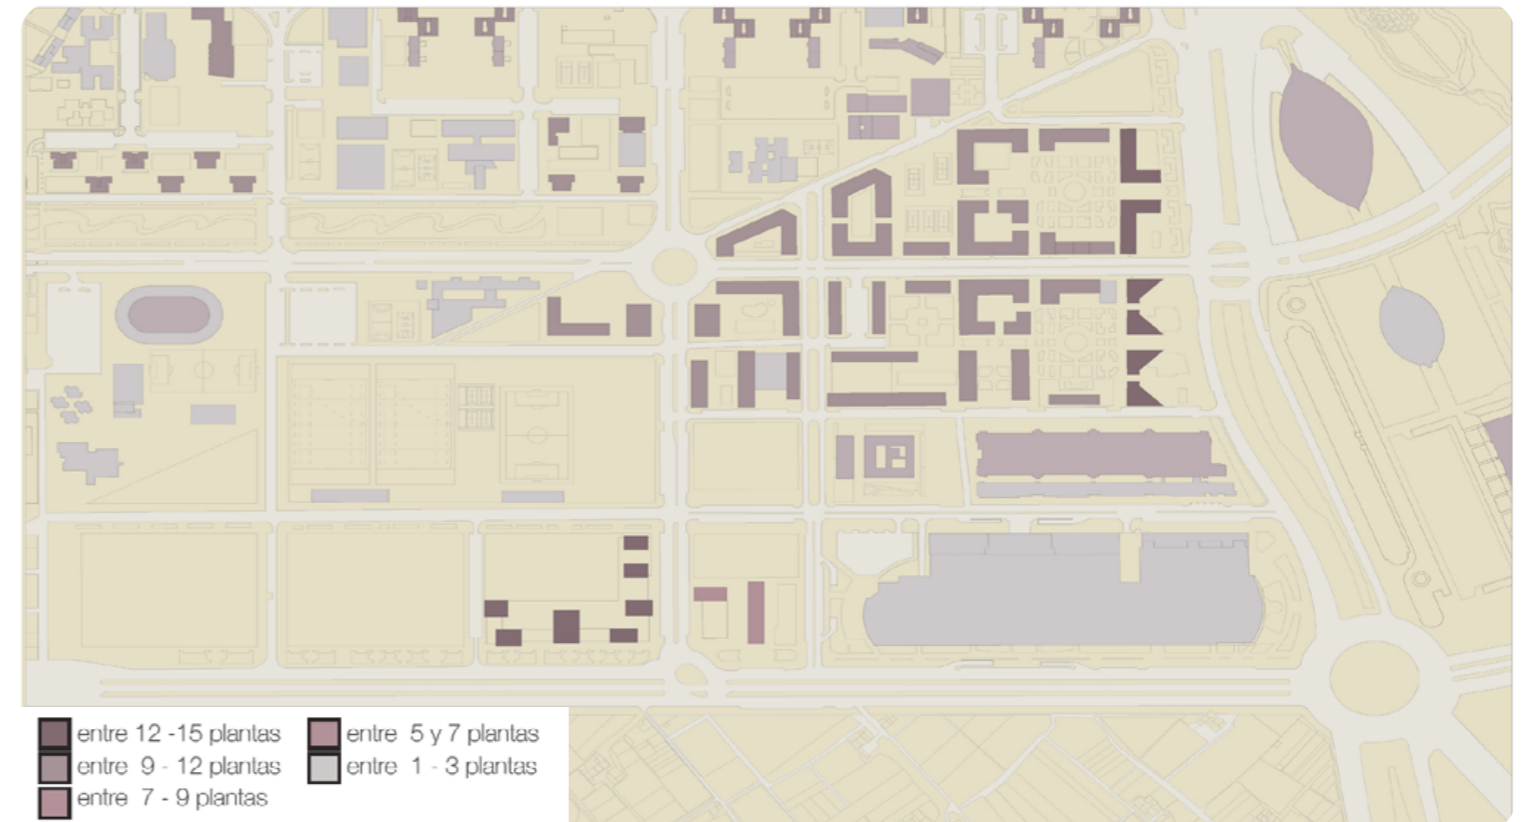 entre 12 -15 plantas
entre 9 - 12 plantas
entre 7 - 9 plantas
entre 5 y 7 plantas
entre 1 - 3 plantas